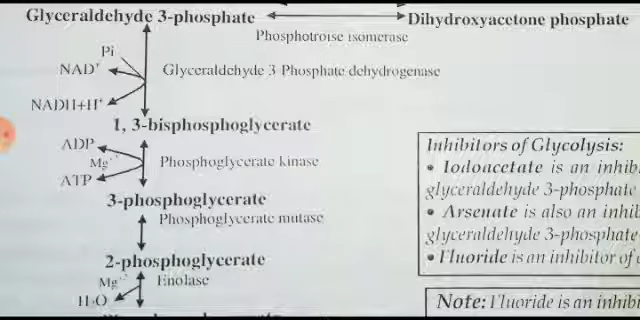 Glyceraldehyde 3-phosphate Dihydroxyacetone phosphate
Phosphotroise isomerase
Pi
NAD⁺ Glyceraldehyde 3 Phosphate dehydrogenase
NADH+H⁺
1, 3-bisphosphoglycerate
ADP
Mg⁺⁺ Phosphoglycerate kinase
ATP
3-phosphoglycerate
Phosphoglycerate mutase
2-phosphoglycerate
Mg⁺⁺ Enolase
H₂O
Inhibitors of Glycolysis:
• Iodoacetate is an inhib
glyceraldehyde 3-phosphate
• Arsenate is also an inhib
glyceraldehyde 3-phosphate
• Fluoride is an inhibitor of
Note: Fluoride is an inhibi